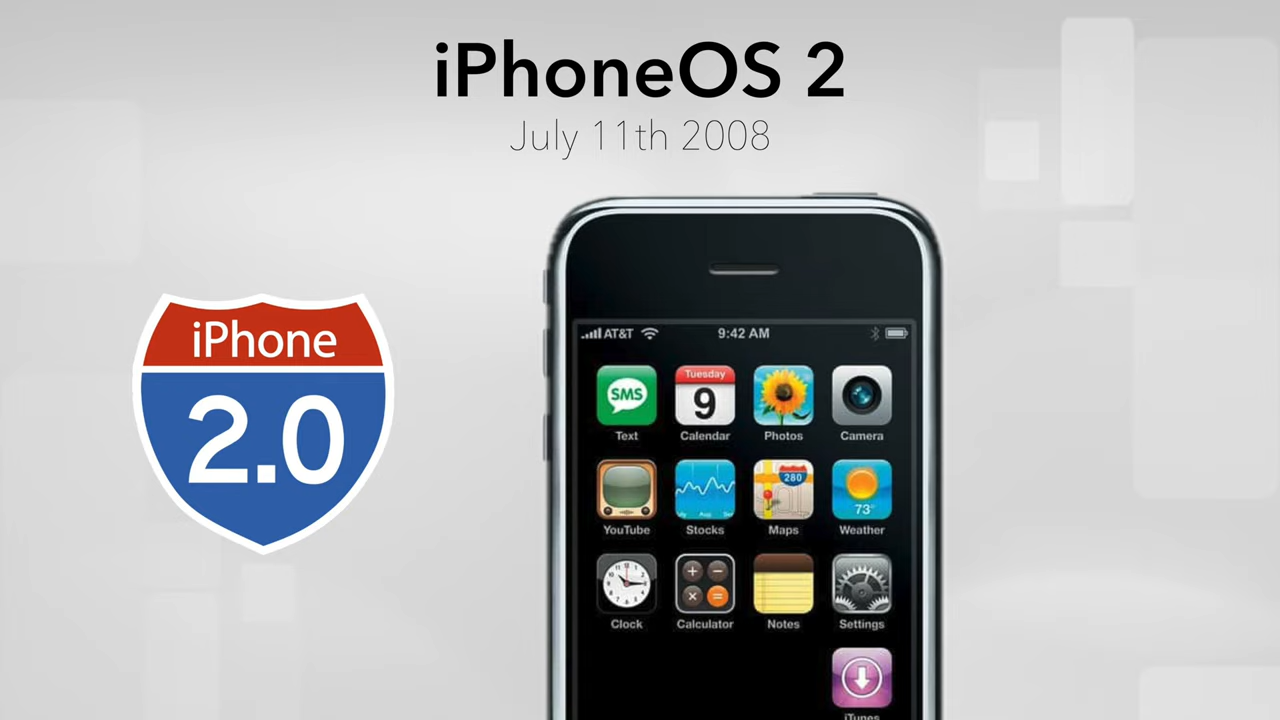 iPhoneOS 2
July 11th 2008
iPhone
2.0
AT&T 9:42 AM
SMS Tuesday 9
Text Calendar Photos Camera
280 73°
YouTube Stocks Maps Weather
Clock Calculator Notes Settings
iTunes